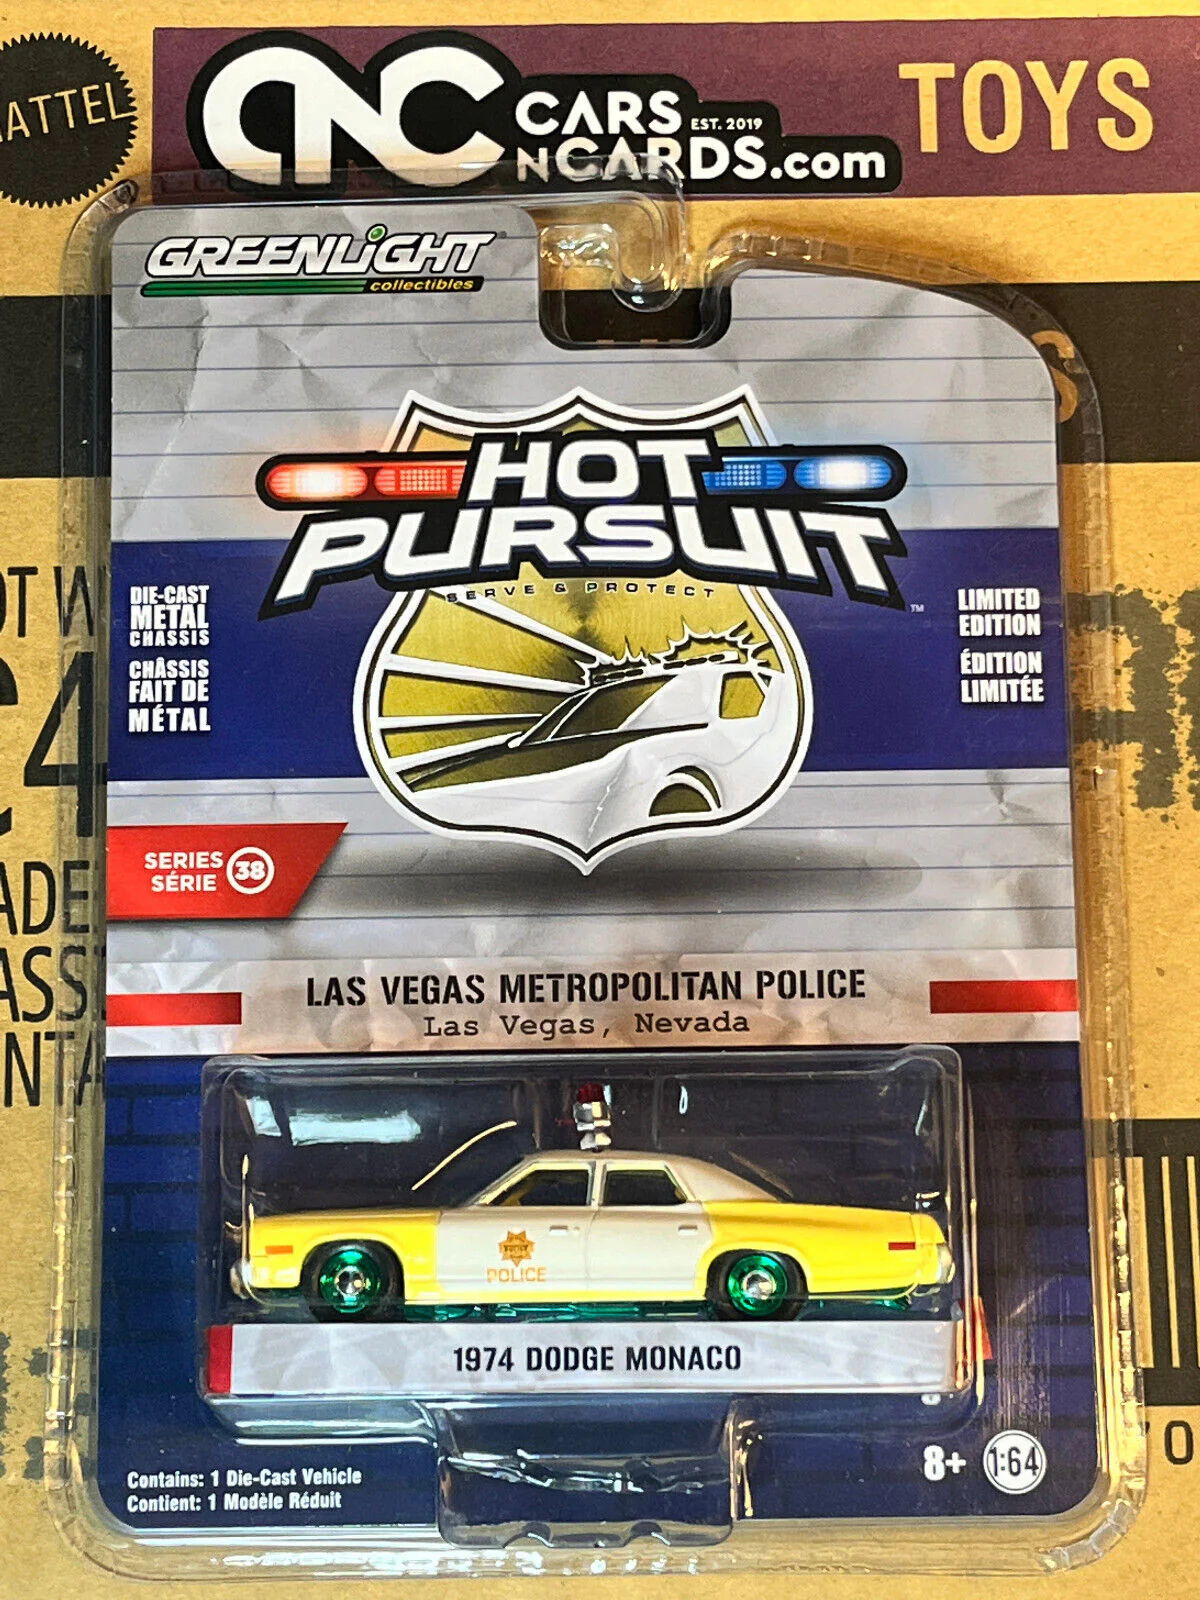 MATTEL
CNC
CARS
EST. 2019
NCARDS.com
TOYS
GREENLiGHT
collectibles
HOT
PURSUIT
™
SERVE & PROTECT
DIE-CAST
METAL
CHASSIS
CHÂSSIS
FAIT DE
MÉTAL
LIMITED
EDITION
ÉDITION
LIMITÉE
SERIES
SÉRIE
38
LAS VEGAS METROPOLITAN POLICE
Las Vegas, Nevada
POLICE
1974 DODGE MONACO
Contains: 1 Die-Cast Vehicle
Contient: 1 Modèle Réduit
8+
1:64